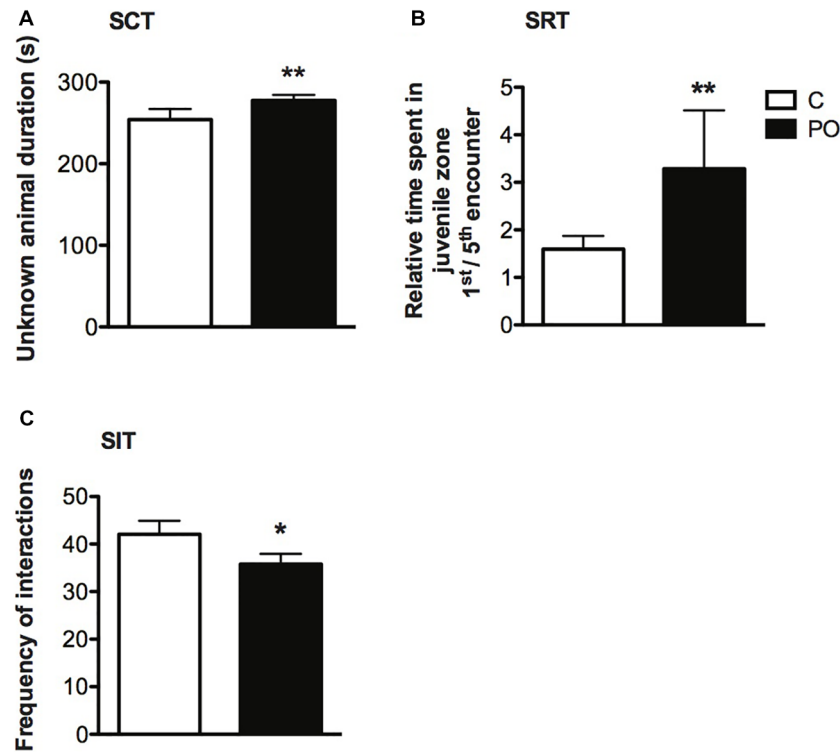 A
SCT
Unknown animal duration (s)
300
200
100
0
**
B
SRT
Relative time spent in
juvenile zone
1st / 5th encounter
5
4
3
2
1
0
**
C
PO
C
SIT
Frequency of interactions
50
40
30
20
10
0
*